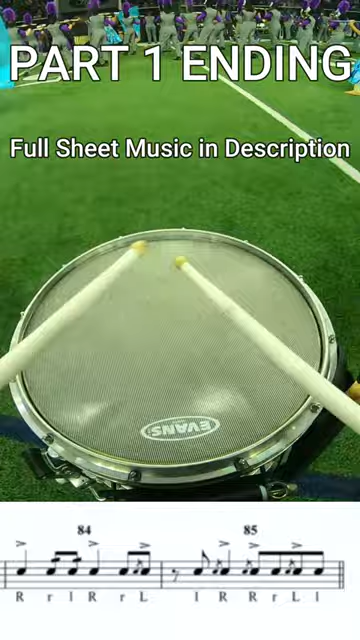 PART 1 ENDING
Full Sheet Music in Description
EVANS
84 85
R r l R r L l R R r L l